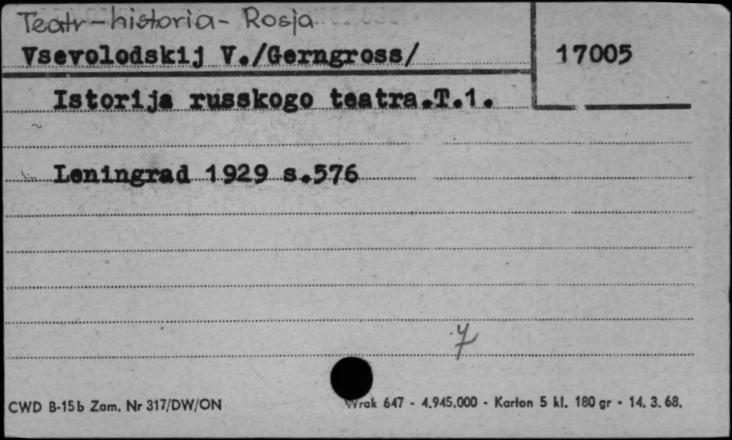 Teatr-historia- Rosja
Vsevolodskij V./Gerngross/
17005
Istorija russkogo teatra.T.1.
Leningrad 1929 s.576
7
CWD B-15b Zam. Nr 317/DW/ON
Wrak 647 - 4.945.000 - Karton 5 kl. 180 gr - 14. 3. 68.